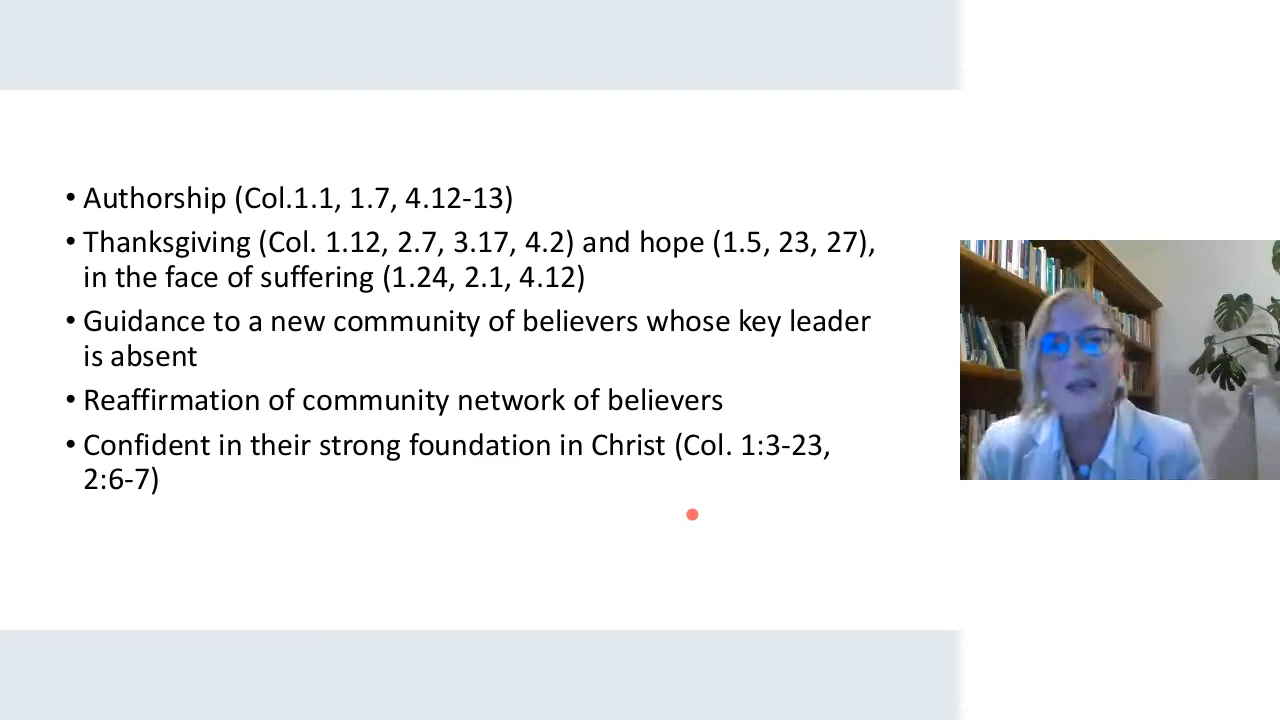 • Authorship (Col.1.1, 1.7, 4.12-13)
• Thanksgiving (Col. 1.12, 2.7, 3.17, 4.2) and hope (1.5, 23, 27),
in the face of suffering (1.24, 2.1, 4.12)
• Guidance to a new community of believers whose key leader
is absent
• Reaffirmation of community network of believers
• Confident in their strong foundation in Christ (Col. 1:3-23,
2:6-7)